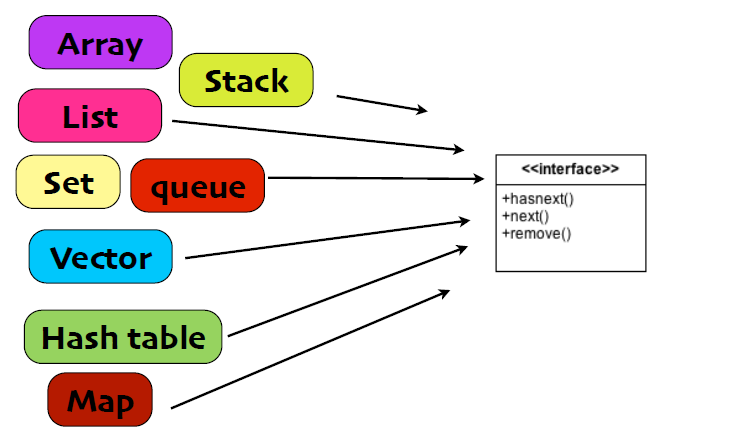 Array
Stack
List
Set
queue
Vector
Hash table
Map
<<interface>>
+hasnext()
+next()
+remove()